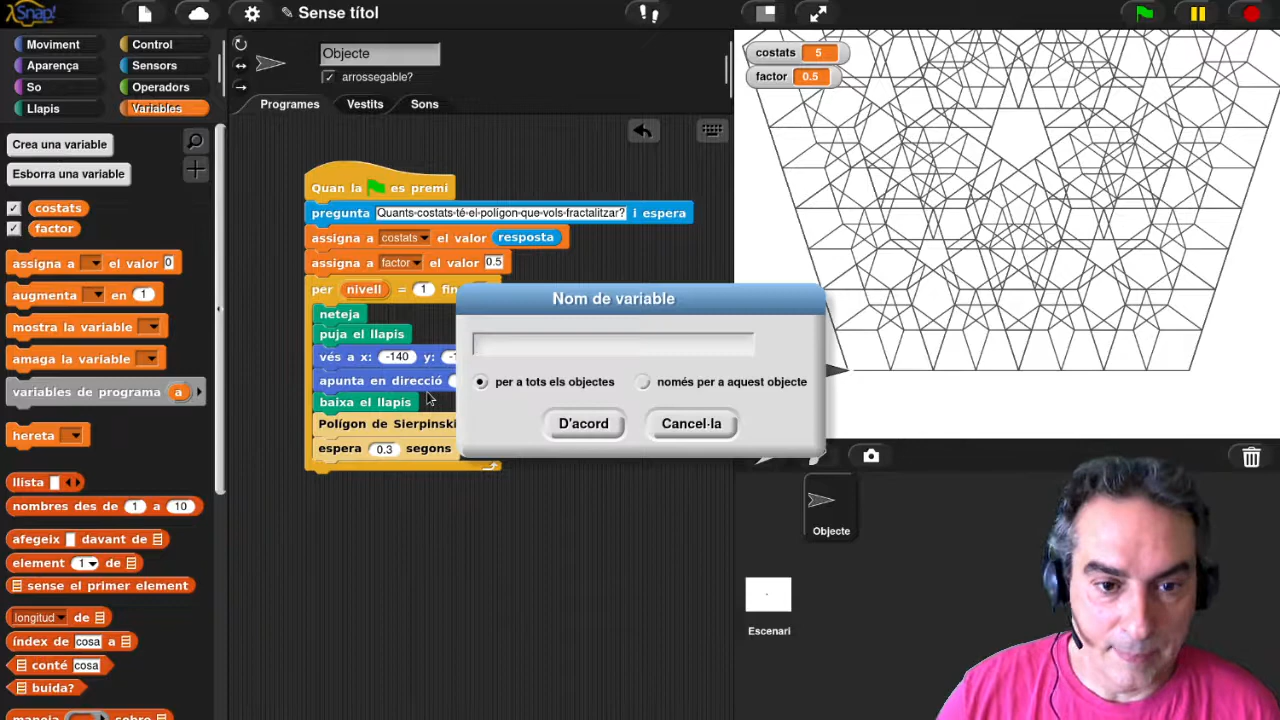 Snap!
Sense títol
Moviment
Control
Aparença
Sensors
So
Operadors
Llapis
Variables
Crea una variable
Esborra una variable
costats
factor
assigna a el valor 0
augmenta en 1
mostra la variable
amaga la variable
variables de programa a
hereta
llista
nombres des de 1 a 10
afegeix davant de
element 1 de
sense el primer element
longitud de
índex de cosa a
conté cosa
buida?
sobre
Objecte
arrossegable?
Programes
Vestits
Sons
Quan la es premi
pregunta Quants-costats-té-el-polígon-que-vols-fractalitzar? i espera
assigna a costats el valor resposta
assigna a factor el valor 0.5
per nivell = 1 fin
neteja
puja el llapis
vés a x: -140 y:
apunta en direcció
baixa el llapis
Polígon de Sierpinski
espera 0.3 segons
Nom de variable
per a tots els objectes
només per a aquest objecte
D'acord
Cancel·la
costats 5
factor 0.5
Objecte
Escenari